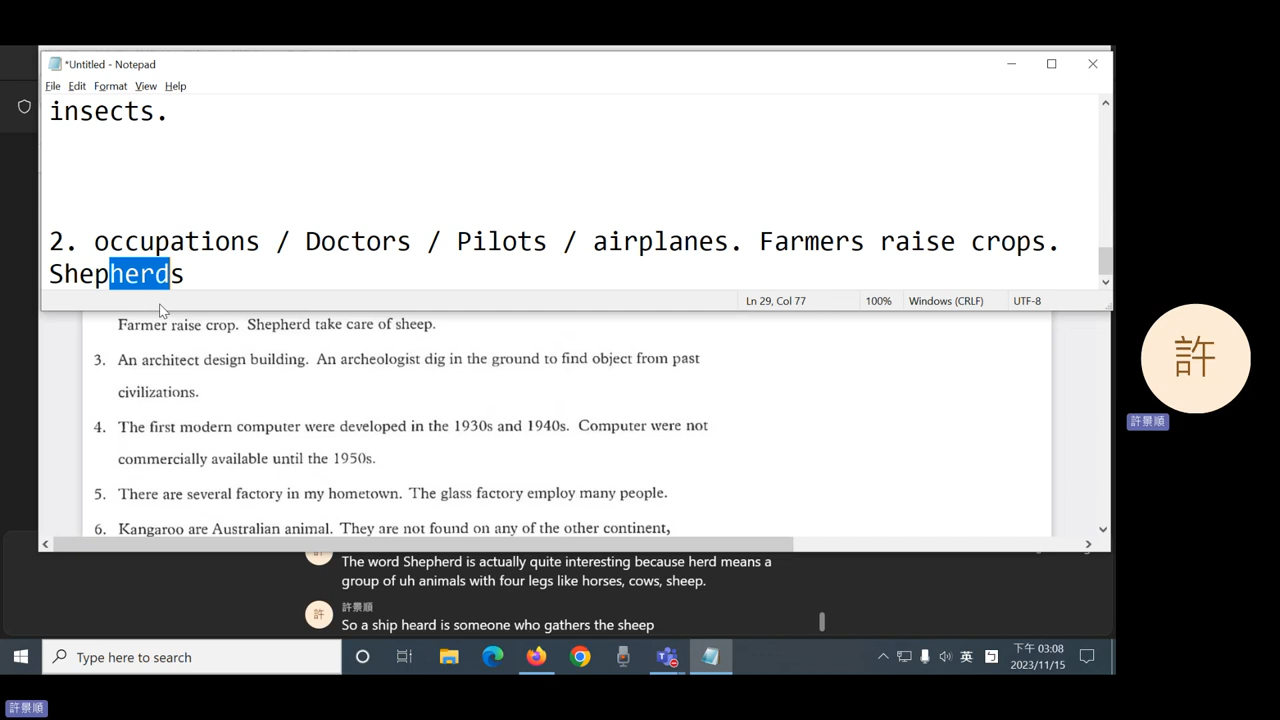 *Untitled - Notepad
File Edit Format View Help
insects.
2. occupations / Doctors / Pilots / airplanes. Farmers raise crops.
Shepherds
Ln 29, Col 77 100% Windows (CRLF) UTF-8
Farmer raise crop. Shepherd take care of sheep.
3. An architect design building. An archeologist dig in the ground to find object from past
civilizations.
4. The first modern computer were developed in the 1930s and 1940s. Computer were not
commercially available until the 1950s.
5. There are several factory in my hometown. The glass factory employ many people.
6. Kangaroo are Australian animal. They are not found on any of the other continent,
許
許景順
許
The word Shepherd is actually quite interesting because herd means a
group of uh animals with four legs like horses, cows, sheep.
許景順
許
So a ship heard is someone who gathers the sheep
Type here to search
英
下午 03:08
2023/11/15
許景順